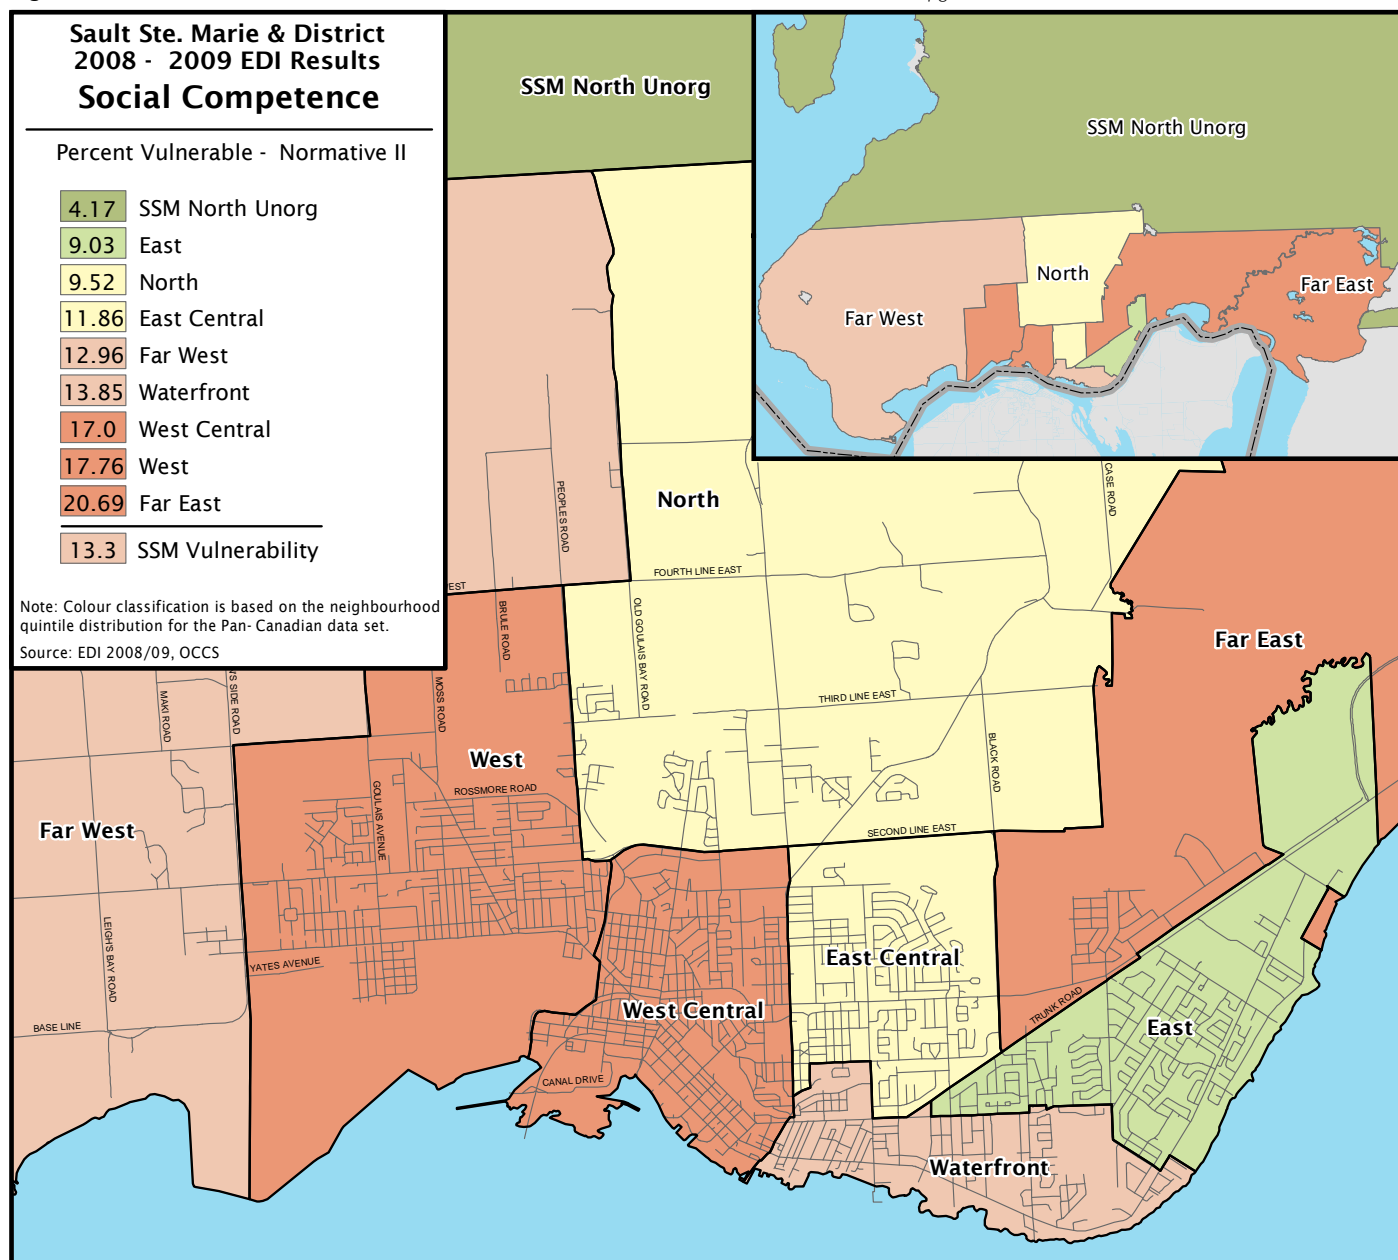 Sault Ste. Marie & District
2008 - 2009 EDI Results
Social Competence
Percent Vulnerable - Normative II
4.17 SSM North Unorg
9.03 East
9.52 North
11.86 East Central
12.96 Far West
13.85 Waterfront
17.0 West Central
17.76 West
20.69 Far East
13.3 SSM Vulnerability
Note: Colour classification is based on the neighbourhood
quintile distribution for the Pan-Canadian data set.
Source: EDI 2008/09, OCCS
SSM North Unorg
SSM North Unorg
North
Far East
Far West
CASE ROAD
PEOPLES ROAD
North
FOURTH LINE EAST
EST
BRULE ROAD
OLD GOULAIS BAY ROAD
Far East
MAKI ROAD
WS SIDE ROAD
MOSS ROAD
THIRD LINE EAST
West
BLACK ROAD
ROSSMORE ROAD
GOULAIS AVENUE
Far West
SECOND LINE EAST
LEIGH'S BAY ROAD
YATES AVENUE
East Central
West Central
TRUNK ROAD
BASE LINE
East
CANAL DRIVE
Waterfront